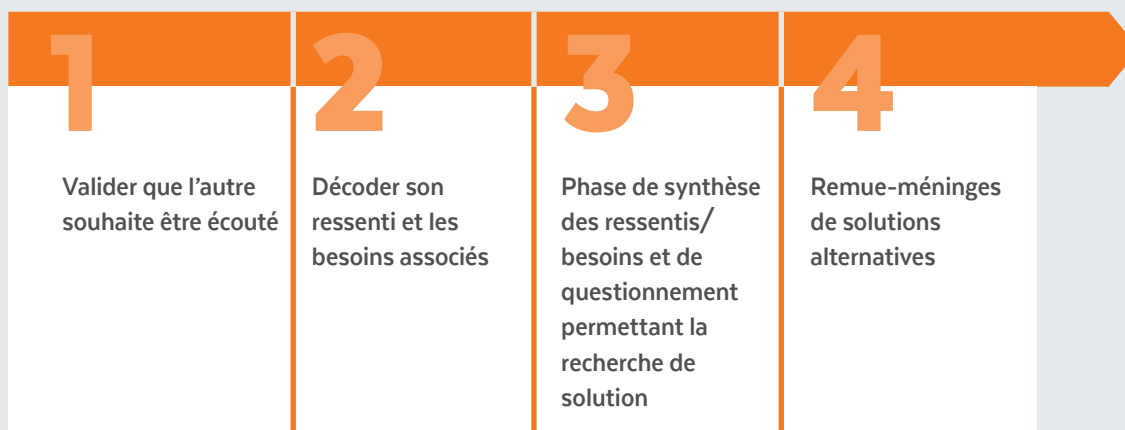 1
Valider que l'autre
souhaite être écouté
2
Décoder son
ressenti et les
besoins associés
3
Phase de synthèse
des ressentis/
besoins et de
questionnement
permettant la
recherche de
solution
4
Remue-méninges
de solutions
alternatives